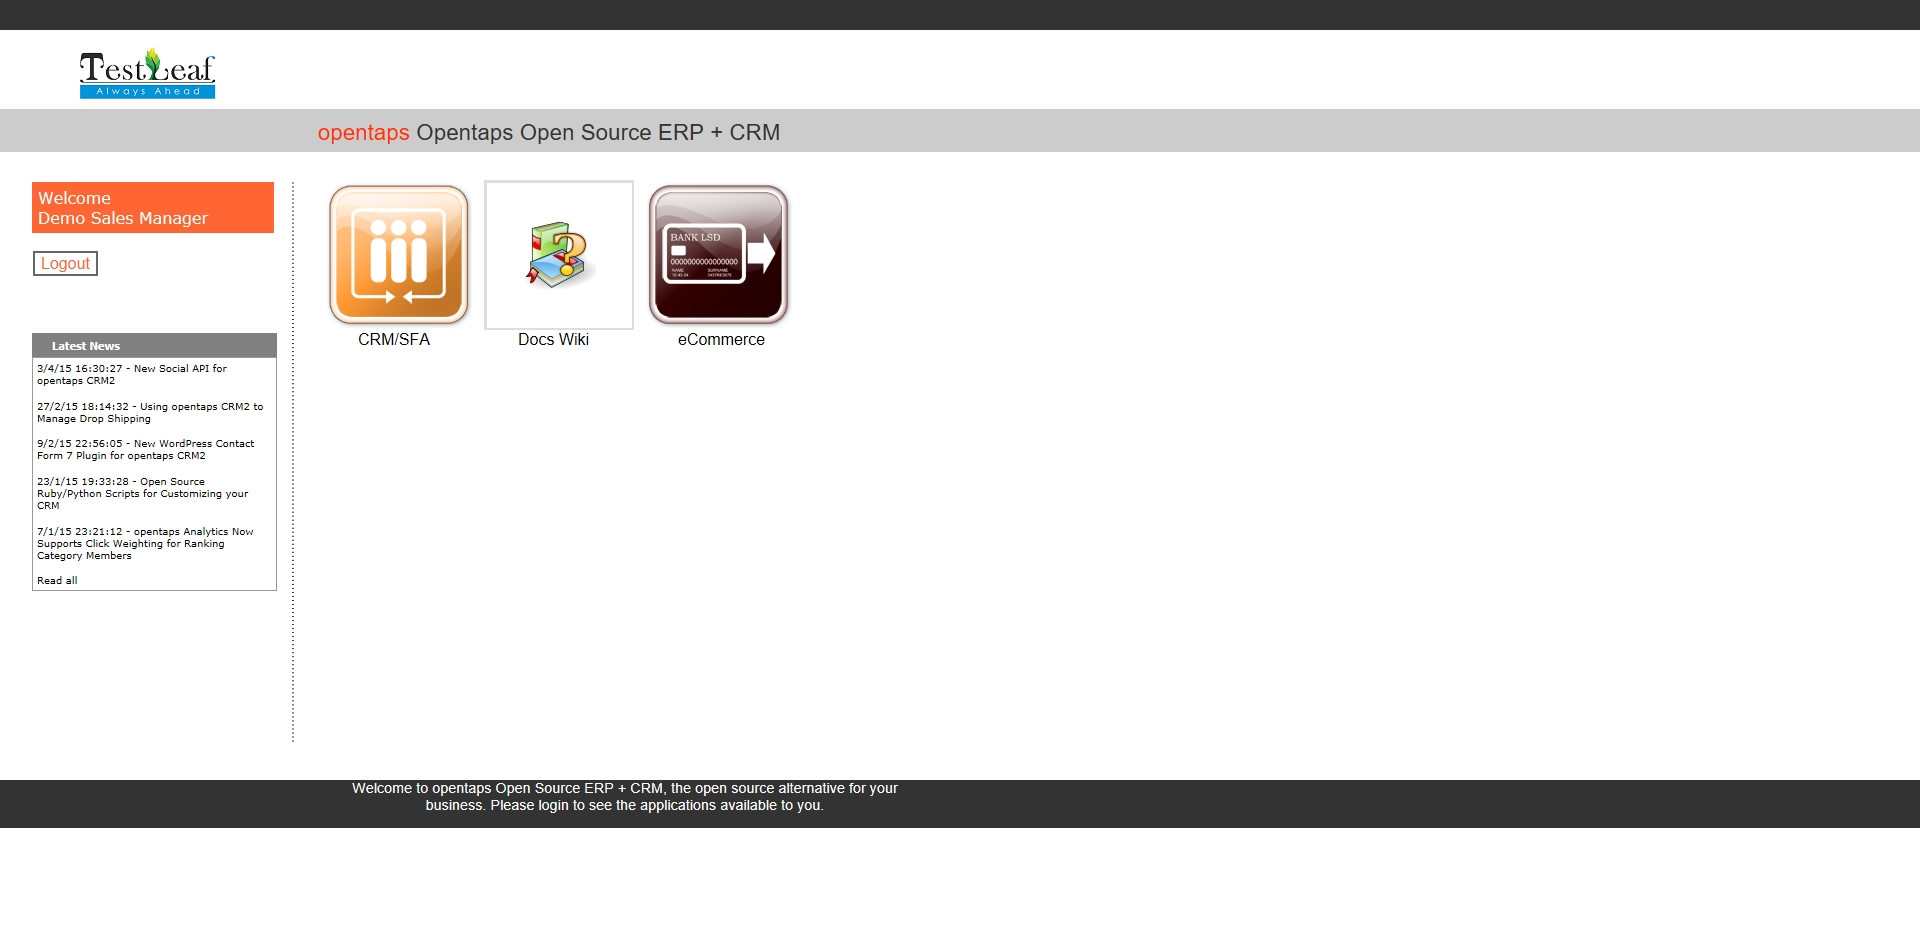 TestLeaf
Always Ahead
opentaps Opentaps Open Source ERP + CRM
Welcome
Demo Sales Manager
Logout
Latest News
3/4/15 16:30:27 - New Social API for
opentaps CRM2
27/2/15 18:14:32 - Using opentaps CRM2 to
Manage Drop Shipping
9/2/15 22:56:05 - New WordPress Contact
Form 7 Plugin for opentaps CRM2
23/1/15 19:33:28 - Open Source
Ruby/Python Scripts for Customizing your
CRM
7/1/15 23:21:12 - opentaps Analytics Now
Supports Click Weighting for Ranking
Category Members
Read all
BANK LSD
0000000000000000
NAME SURNAME
CRM/SFA
Docs Wiki
eCommerce
Welcome to opentaps Open Source ERP + CRM, the open source alternative for your
business. Please login to see the applications available to you.